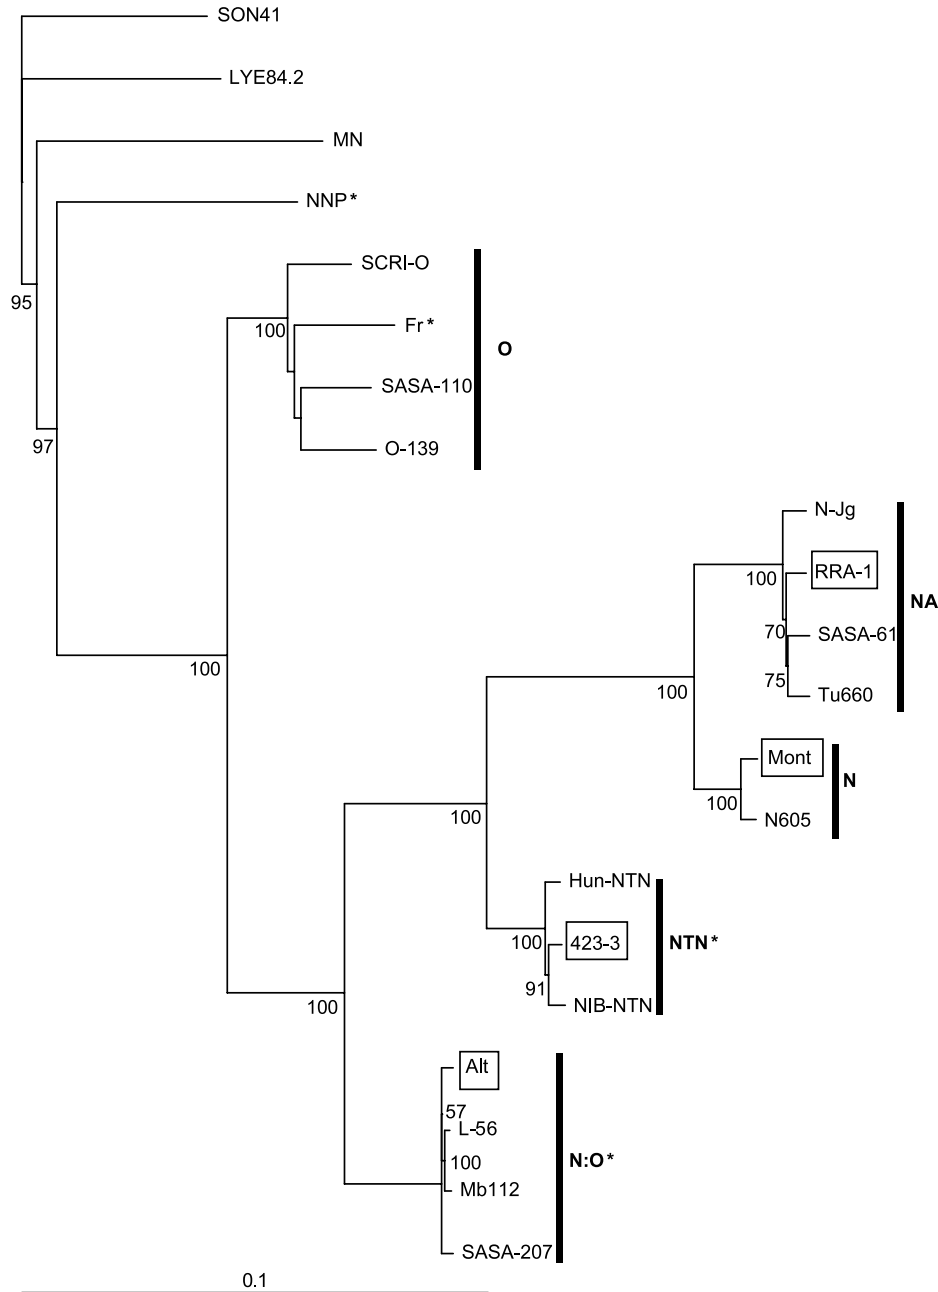 SON41
LYE84.2
MN
NNP*
SCRI-O
95
100
Fr*
O
SASA-110
97
O-139
N-Jg
100
RRA-1
NA
70
SASA-61
100
75
100
Tu660
Mont
N
100
100
N605
Hun-NTN
100
423-3
NTN*
91
100
NIB-NTN
Alt
57
L-56
100
N:O*
Mb112
SASA-207
0.1